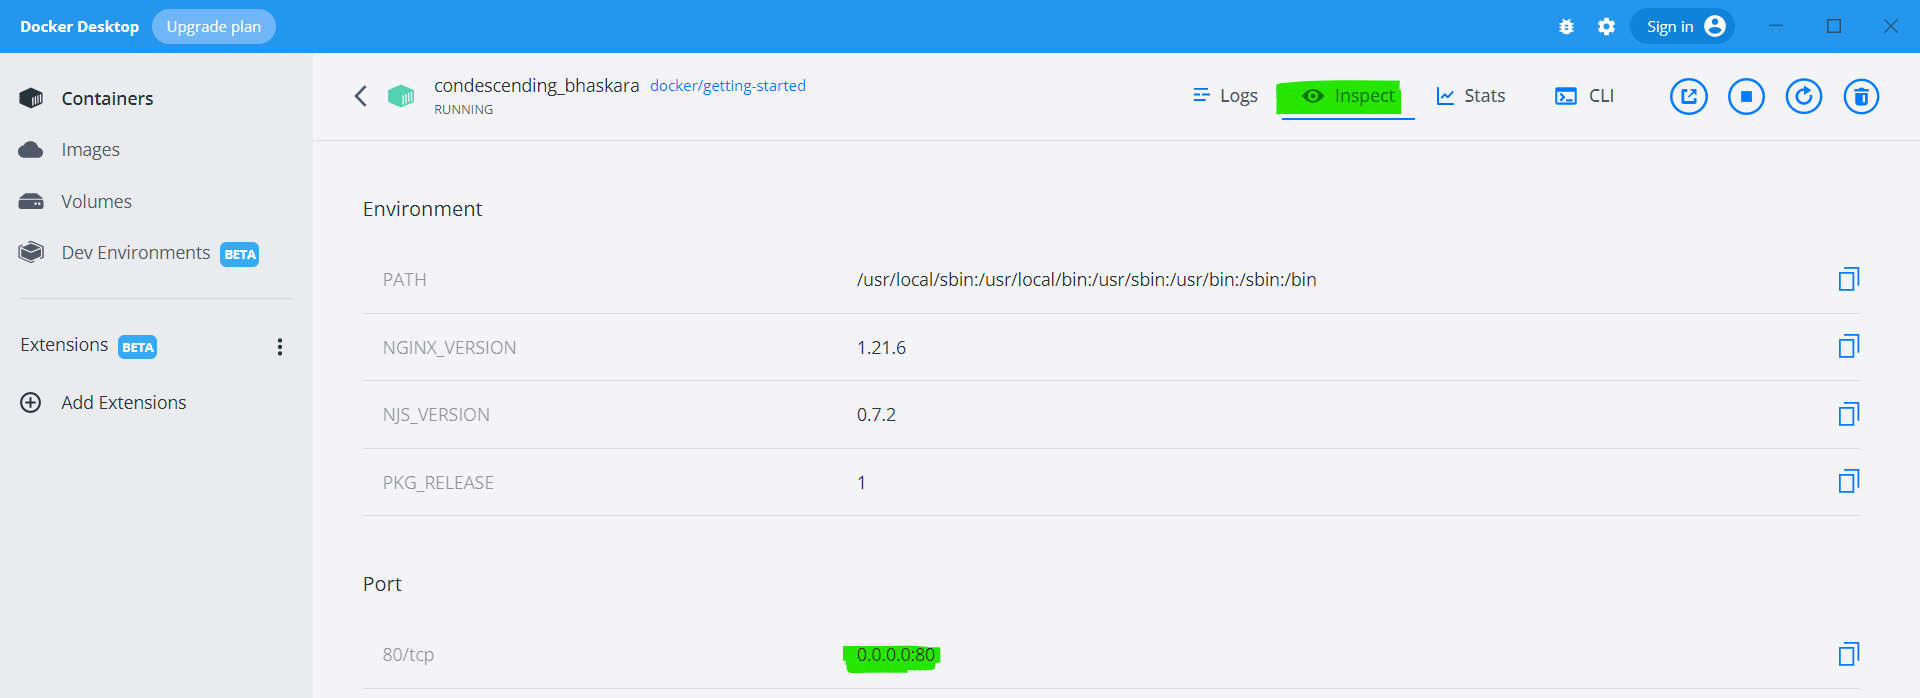 Docker Desktop Upgrade plan Sign in
Containers
Images
Volumes
Dev Environments BETA
Extensions BETA
Add Extensions
condescending_bhaskara docker/getting-started
RUNNING
Logs Inspect Stats CLI
Environment
PATH /usr/local/sbin:/usr/local/bin:/usr/sbin:/usr/bin:/sbin:/bin
NGINX_VERSION 1.21.6
NJS_VERSION 0.7.2
PKG_RELEASE 1
Port
80/tcp 0.0.0.0:80